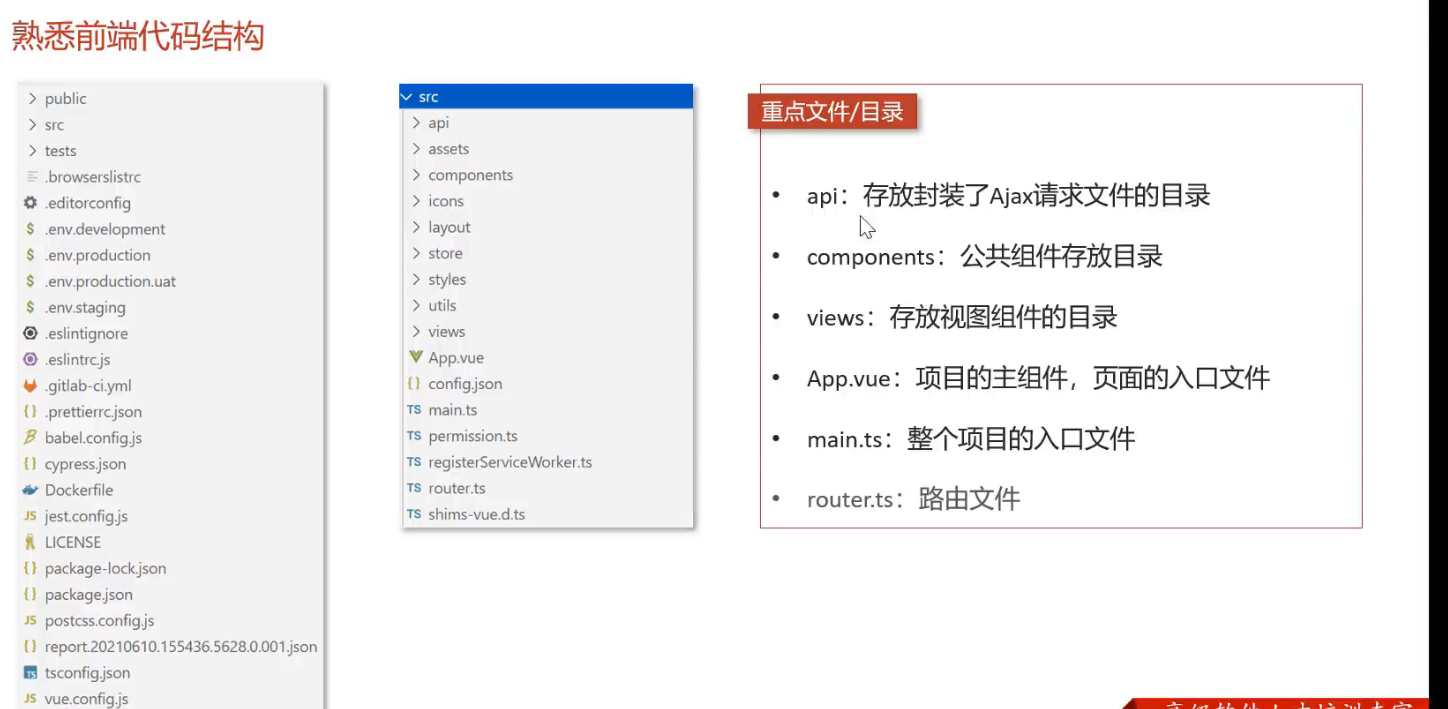 熟悉前端代码结构
public
src
tests
.browserslistrc
.editorconfig
.env.development
.env.production
.env.production.uat
.env.staging
.eslintignore
.eslintrc.js
.gitlab-ci.yml
.prettierrc.json
babel.config.js
cypress.json
Dockerfile
jest.config.js
LICENSE
package-lock.json
package.json
postcss.config.js
report.20210610.155436.5628.0.001.json
tsconfig.json
vue.config.js
src
api
assets
components
icons
layout
store
styles
utils
views
App.vue
config.json
main.ts
permission.ts
registerServiceWorker.ts
router.ts
shims-vue.d.ts
重点文件/目录
• api：存放封装了Ajax请求文件的目录
• components：公共组件存放目录
• views：存放视图组件的目录
• App.vue：项目的主组件，页面的入口文件
• main.ts：整个项目的入口文件
• router.ts：路由文件